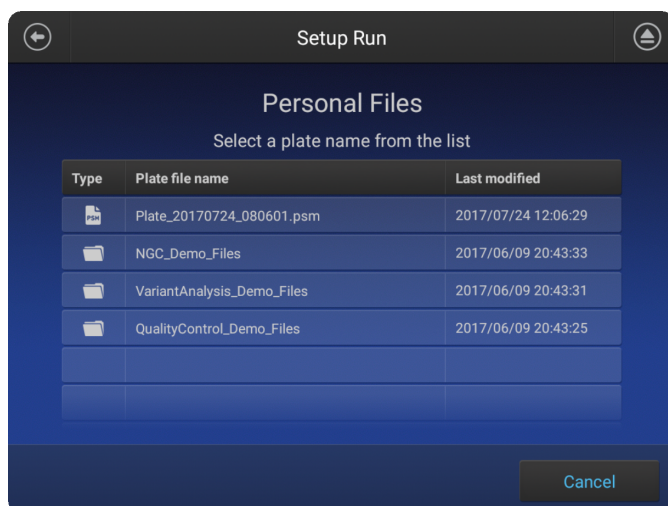 Setup Run
Personal Files
Select a plate name from the list
Type Plate file name Last modified
PSM Plate_20170724_080601.psm 2017/07/24 12:06:29
NGC_Demo_Files 2017/06/09 20:43:33
VariantAnalysis_Demo_Files 2017/06/09 20:43:31
QualityControl_Demo_Files 2017/06/09 20:43:25
Cancel